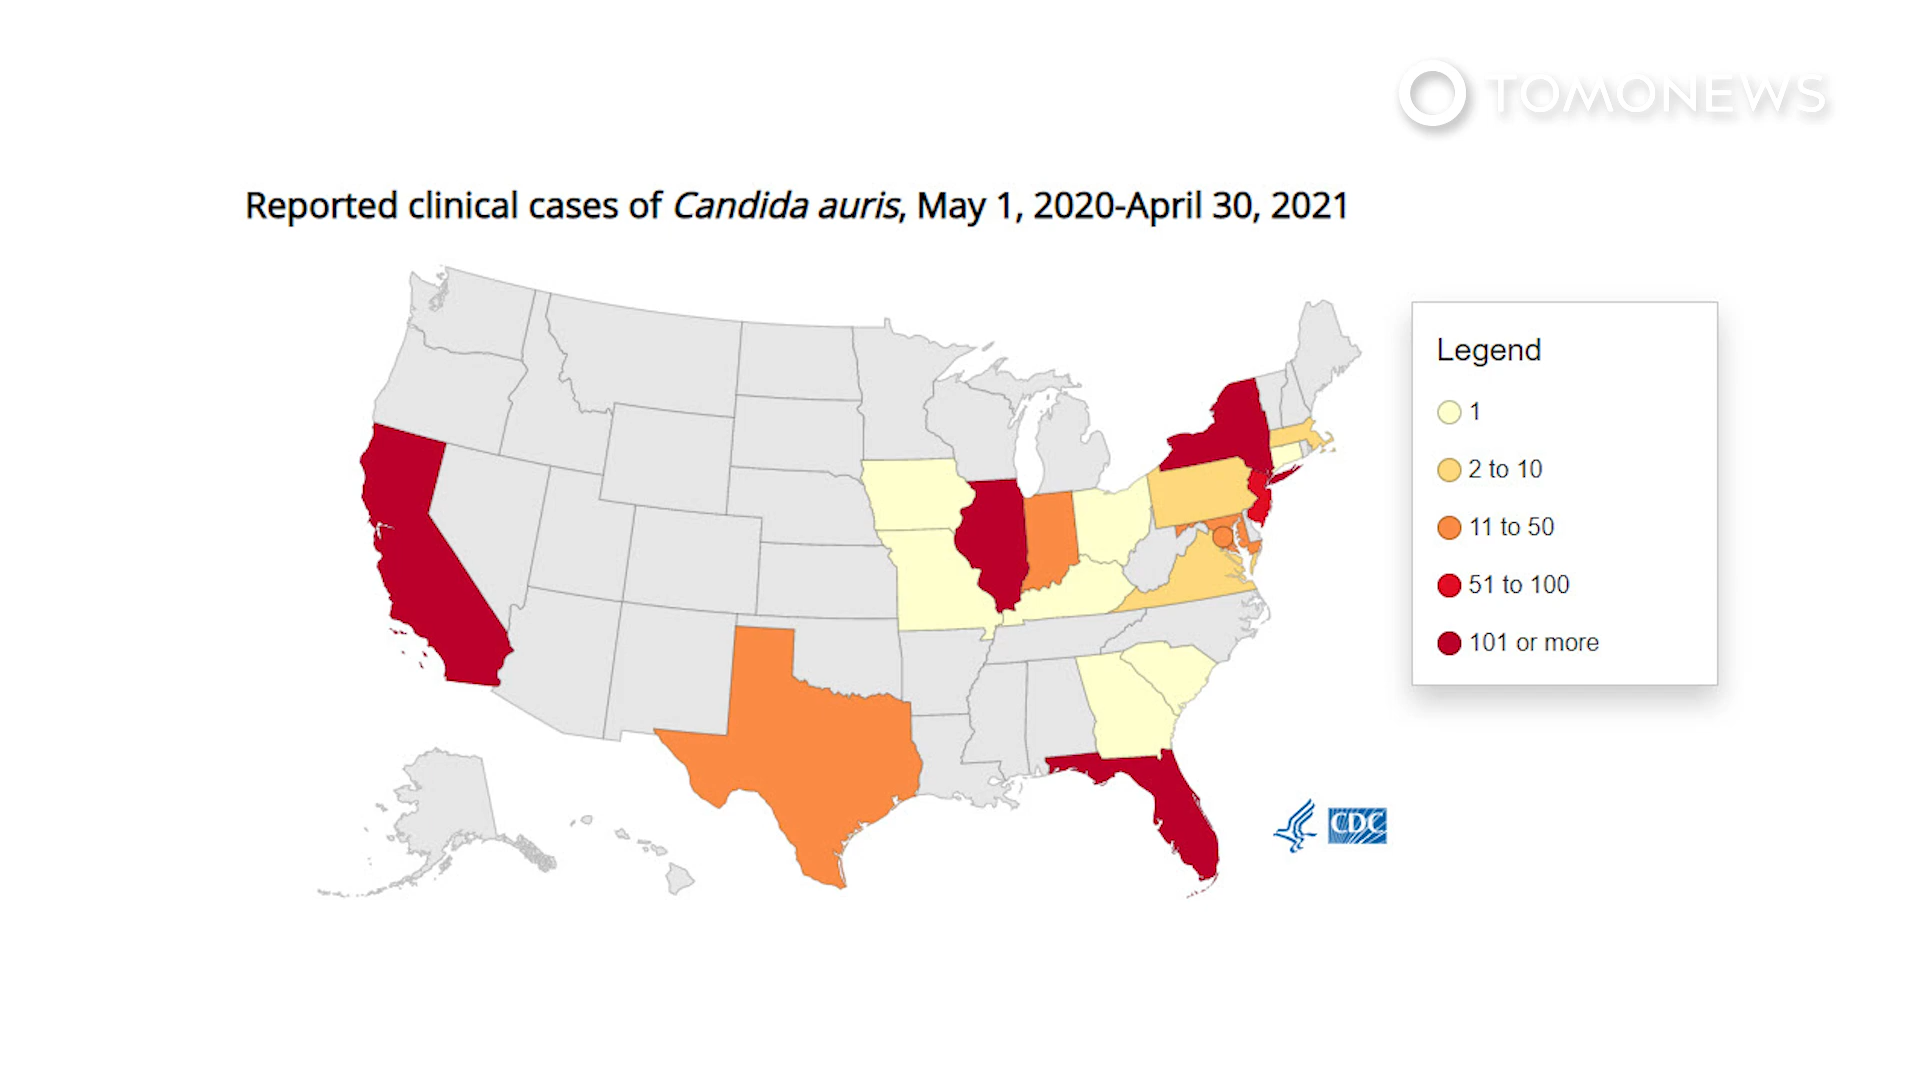 TOMONEWS
Reported clinical cases of Candida auris, May 1, 2020-April 30, 2021
Legend
1
2 to 10
11 to 50
51 to 100
101 or more
CDC